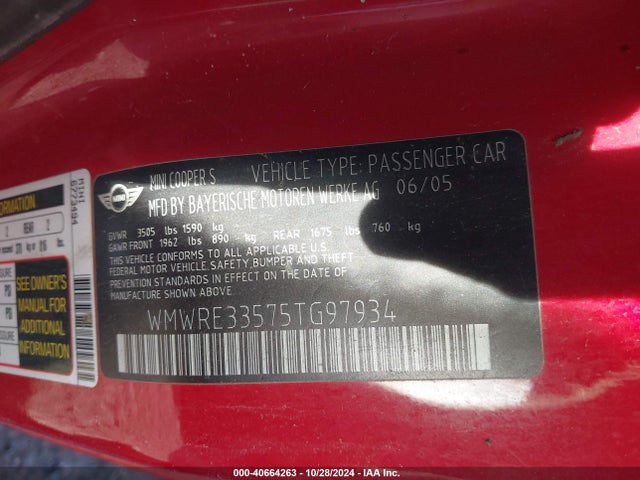 MINI COOPER S VEHICLE TYPE: PASSENGER CAR
MFD BY BAYERISCHE MOTOREN WERKE AG 06/05
GVWR 3505 lbs 1590 kg
GAWR FRONT 1962 lbs 890 kg REAR 1675 lbs 760 kg
THIS VEHICLE CONFORMS TO ALL APPLICABLE U.S.
FEDERAL MOTOR VEHICLE SAFETY, BUMPER AND THEFT
PREVENTION STANDARDS IN EFFECT ON THE DATE OF
MANUFACTURE SHOWN ABOVE.
WMWRE33575TG97934
MINI
REAR 2
SEE OWNER'S
MANUAL FOR
ADDITIONAL
INFORMATION
000-40664263 | 10/28/2024 | IAA Inc.